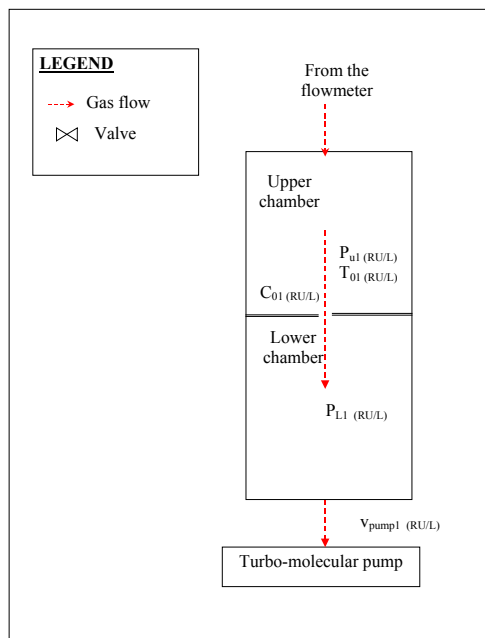 LEGEND
Gas flow
Valve
From the
flowmeter
Upper
chamber
Pu1 (RU/L)
T01 (RU/L)
C01 (RU/L)
Lower
chamber
PL1 (RU/L)
vpump1 (RU/L)
Turbo-molecular pump